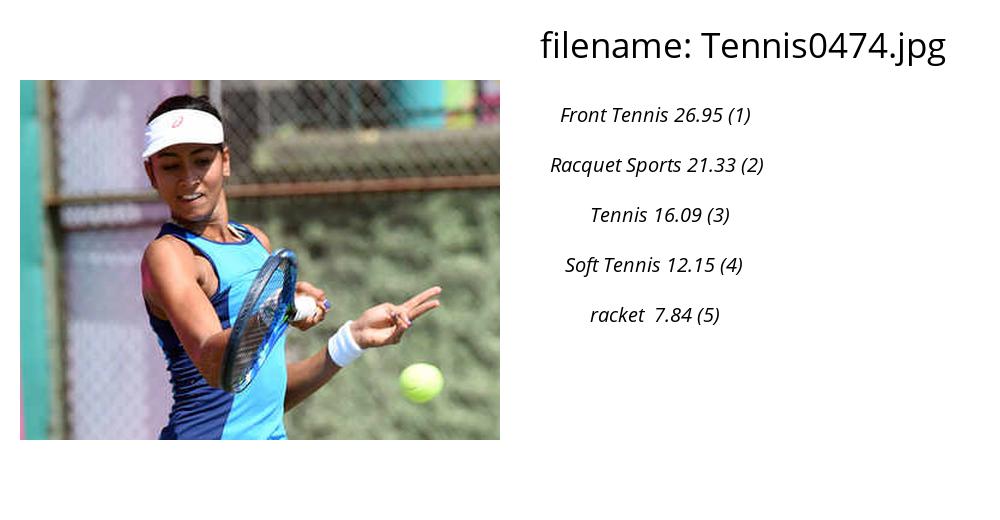 filename: Tennis0474.jpg
Front Tennis 26.95 (1)
Racquet Sports 21.33 (2)
Tennis 16.09 (3)
Soft Tennis 12.15 (4)
racket 7.84 (5)